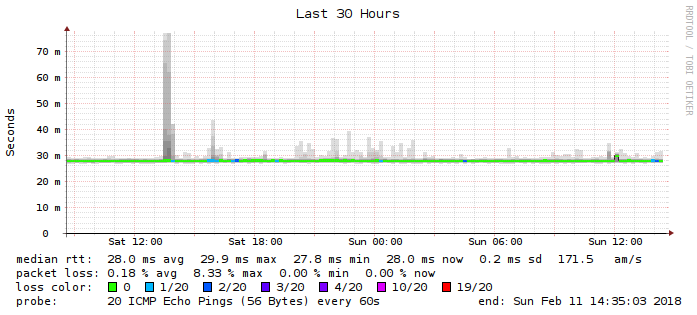 Last 30 Hours
RRDTOOL / TOBI OETIKER
Seconds
70 m
60 m
50 m
40 m
30 m
20 m
10 m
0
Sat 12:00 Sat 18:00 Sun 00:00 Sun 06:00 Sun 12:00
median rtt: 28.0 ms avg 29.9 ms max 27.8 ms min 28.0 ms now 0.2 ms sd 171.5 am/s
packet loss: 0.18 % avg 8.33 % max 0.00 % min 0.00 % now
loss color: 0 1/20 2/20 3/20 4/20 10/20 19/20
probe: 20 ICMP Echo Pings (56 Bytes) every 60s end: Sun Feb 11 14:35:03 2018